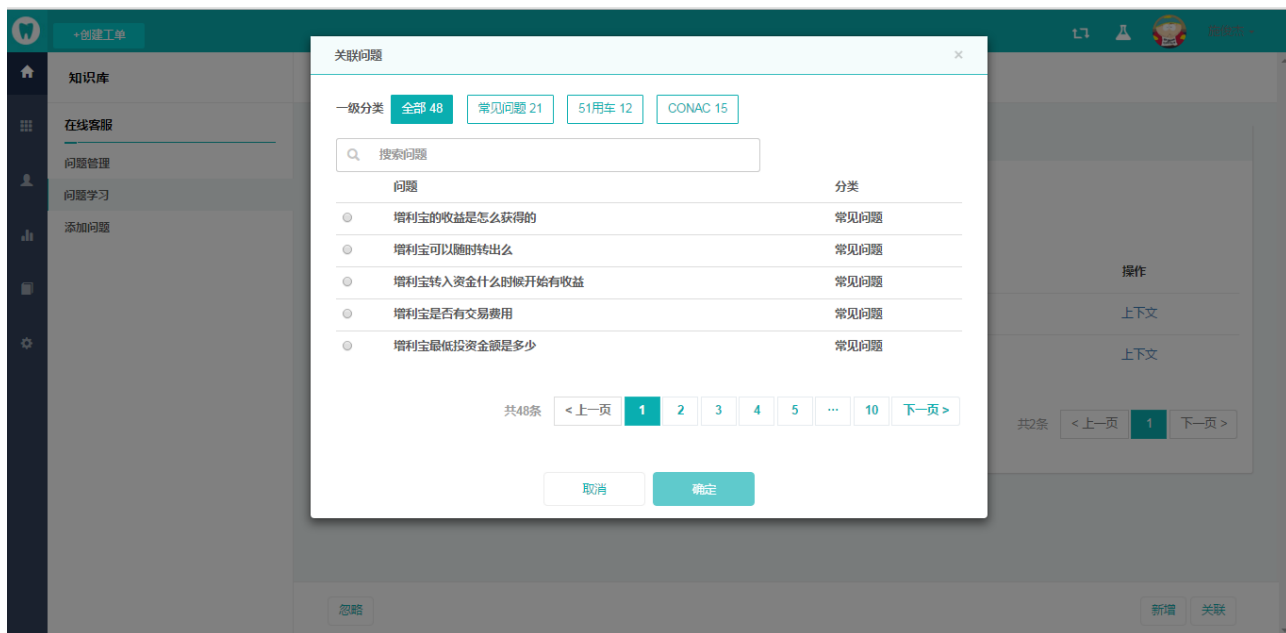 +创建工单
知识库
在线客服
问题管理
问题学习
添加问题
关联问题
×
一级分类 全部 48 常见问题 21 51用车 12 CONAC 15
搜索问题
问题 分类
增利宝的收益是怎么获得的 常见问题
增利宝可以随时转出么 常见问题
增利宝转入资金什么时候开始有收益 常见问题
增利宝是否有交易费用 常见问题
增利宝最低投资金额是多少 常见问题
共48条 <上一页 1 2 3 4 5 ··· 10 下一页 >
取消 确定
操作
上下文
上下文
共2条 <上一页 1 下一页 >
忽略 新增 关联